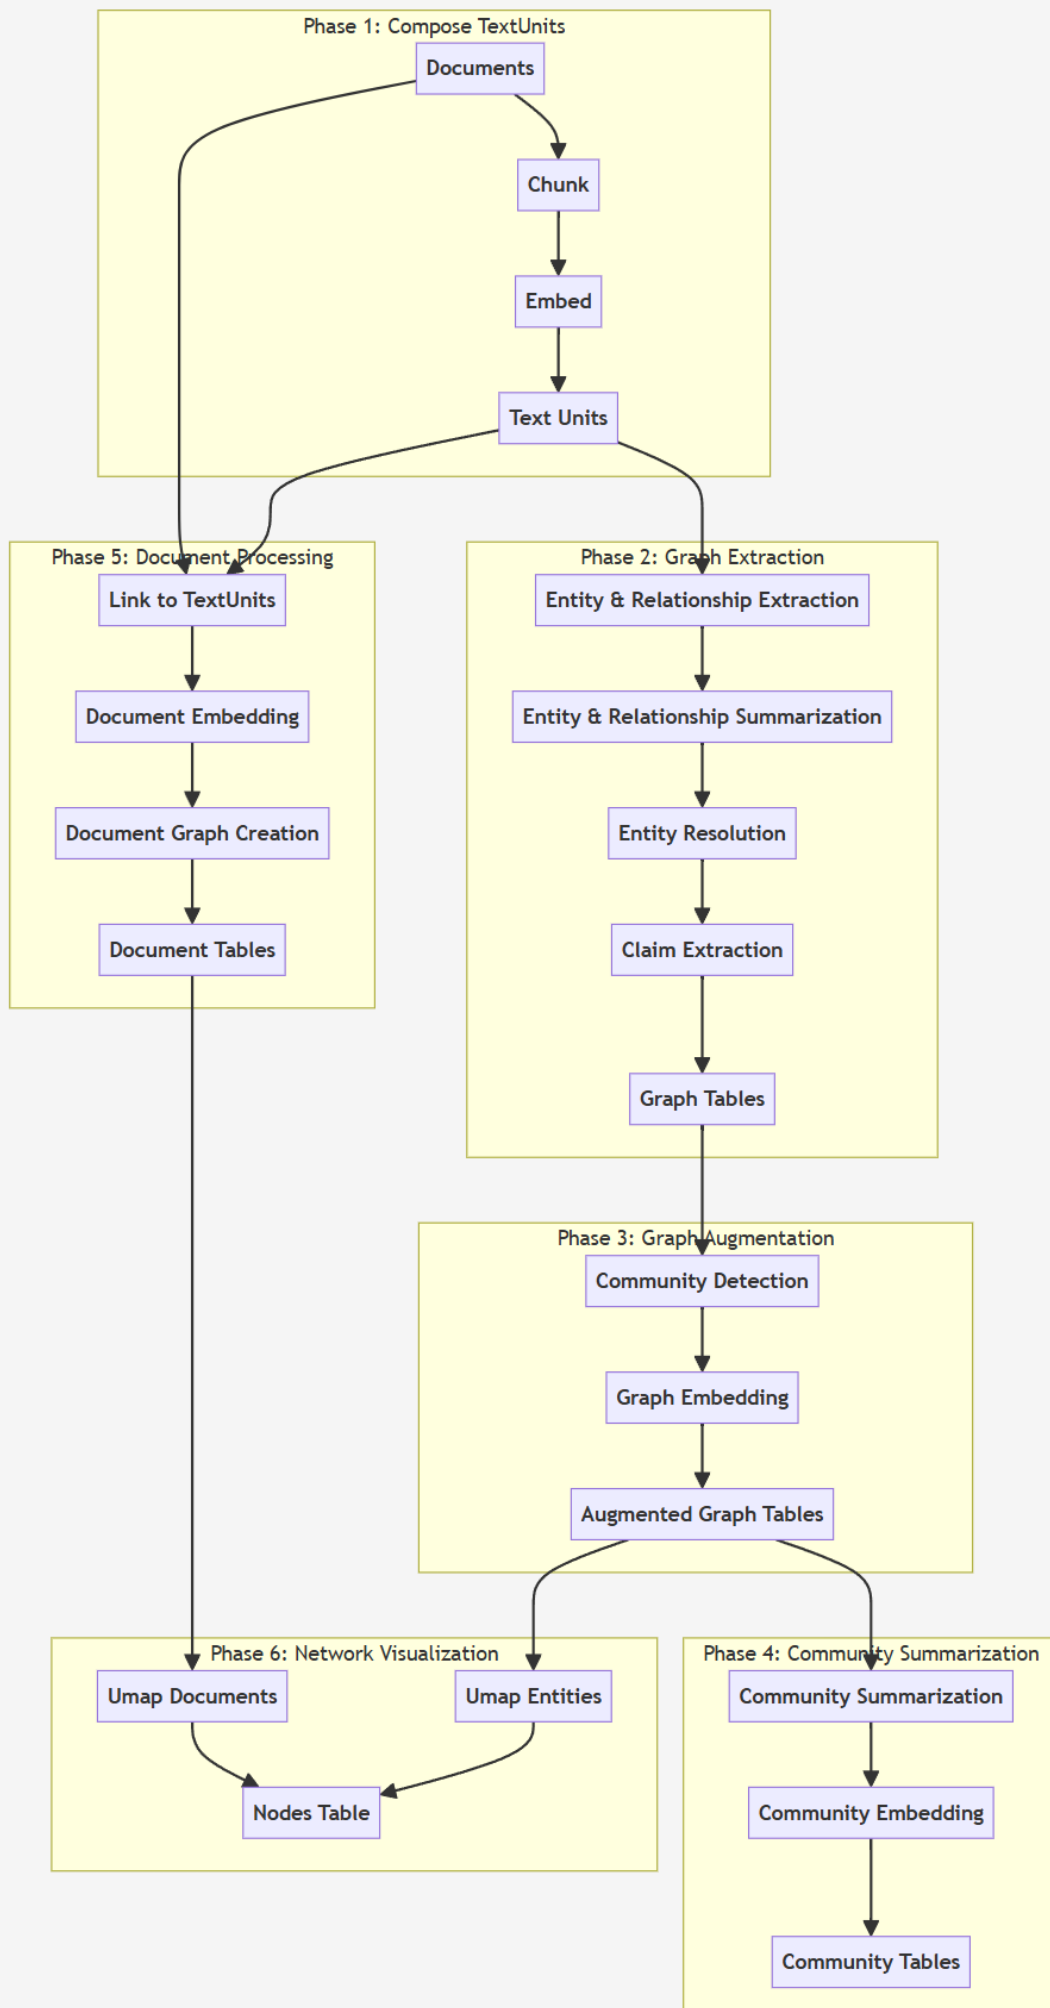 Phase 1: Compose TextUnits
Documents
Chunk
Embed
Text Units
Phase 5: Document Processing
Link to TextUnits
Document Embedding
Document Graph Creation
Document Tables
Phase 2: Graph Extraction
Entity & Relationship Extraction
Entity & Relationship Summarization
Entity Resolution
Claim Extraction
Graph Tables
Phase 3: Graph Augmentation
Community Detection
Graph Embedding
Augmented Graph Tables
Phase 6: Network Visualization
Umap Documents
Umap Entities
Nodes Table
Phase 4: Community Summarization
Community Summarization
Community Embedding
Community Tables